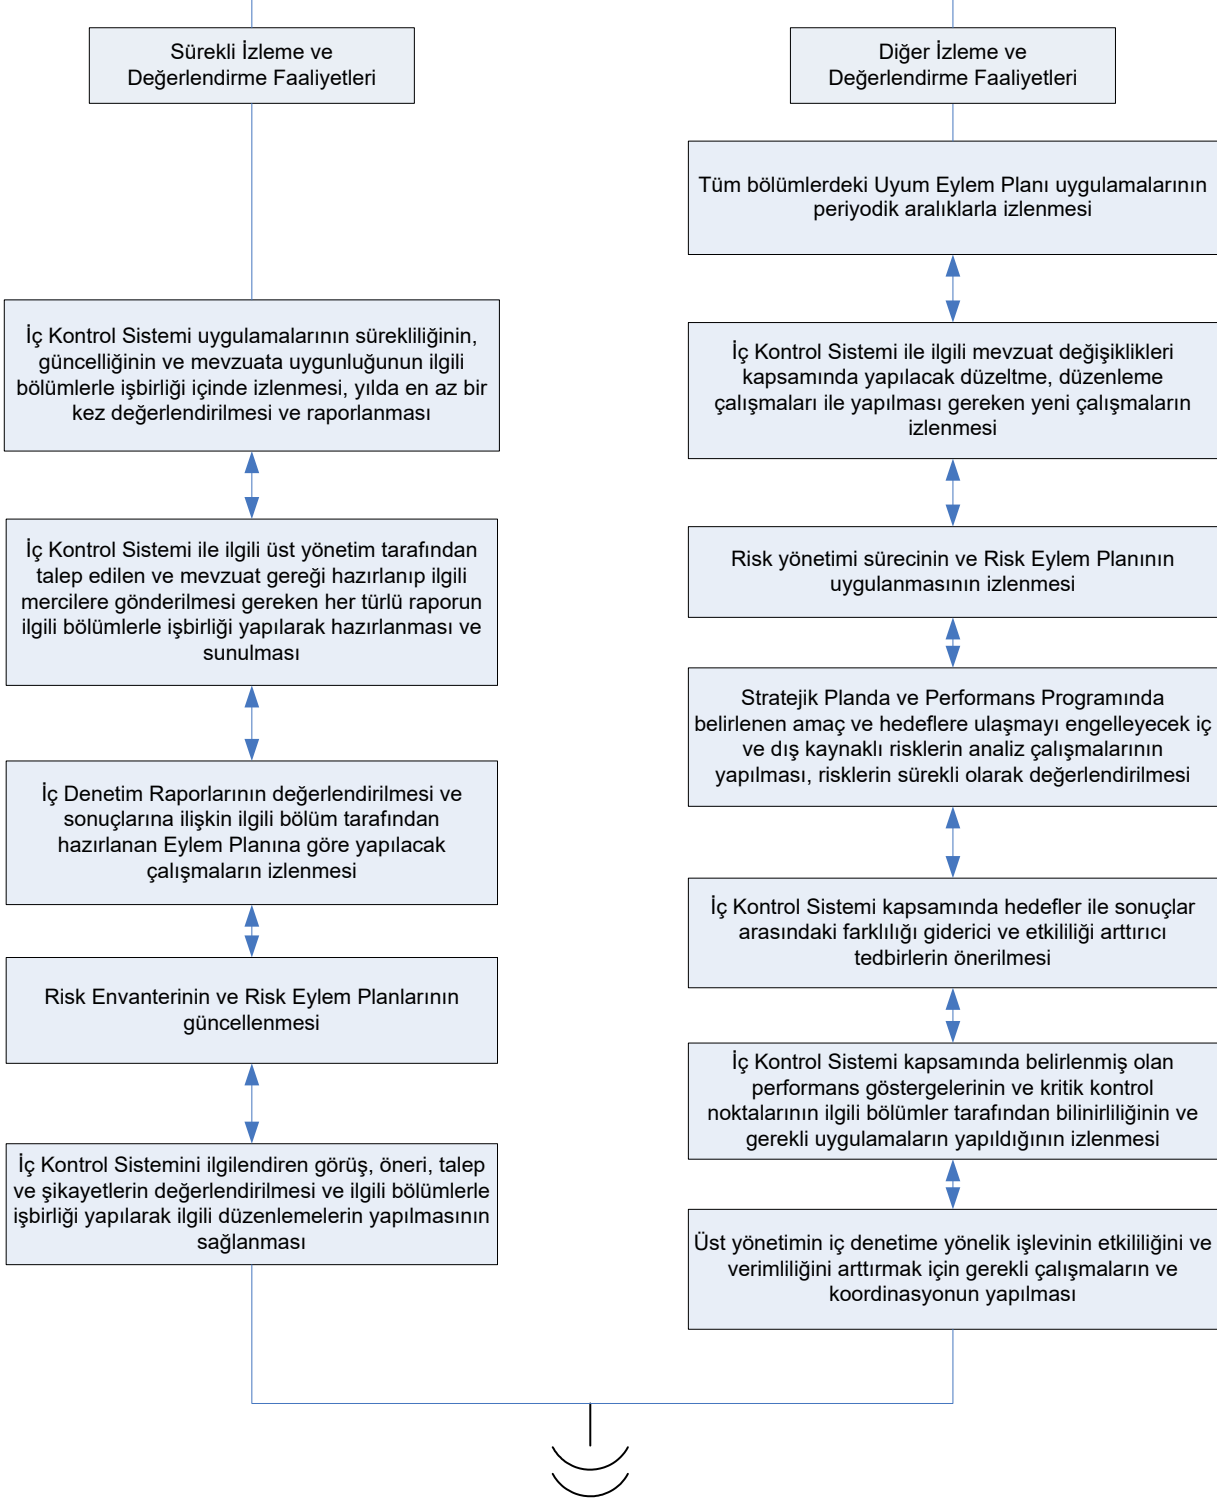 Sürekli İzleme ve
Değerlendirme Faaliyetleri
İç Kontrol Sistemi uygulamalarının sürekliliğinin,
güncelliğinin ve mevzuata uygunluğunun ilgili
bölümlerle işbirliği içinde izlenmesi, yılda en az bir
kez değerlendirilmesi ve raporlanması
İç Kontrol Sistemi ile ilgili üst yönetim tarafından
talep edilen ve mevzuat gereği hazırlanıp ilgili
mercilere gönderilmesi gereken her türlü raporun
ilgili bölümlerle işbirliği yapılarak hazırlanması ve
sunulması
İç Denetim Raporlarının değerlendirilmesi ve
sonuçlarına ilişkin ilgili bölüm tarafından
hazırlanan Eylem Planına göre yapılacak
çalışmaların izlenmesi
Risk Envanterinin ve Risk Eylem Planlarının
güncellenmesi
İç Kontrol Sistemini ilgilendiren görüş, öneri, talep
ve şikayetlerin değerlendirilmesi ve ilgili bölümlerle
işbirliği yapılarak ilgili düzenlemelerin yapılmasının
sağlanması
Diğer İzleme ve
Değerlendirme Faaliyetleri
Tüm bölümlerdeki Uyum Eylem Planı uygulamalarının
periyodik aralıklarla izlenmesi
İç Kontrol Sistemi ile ilgili mevzuat değişiklikleri
kapsamında yapılacak düzeltme, düzenleme
çalışmaları ile yapılması gereken yeni çalışmaların
izlenmesi
Risk yönetimi sürecinin ve Risk Eylem Planının
uygulanmasının izlenmesi
Stratejik Planda ve Performans Programında
belirlenen amaç ve hedeflere ulaşmayı engelleyecek iç
ve dış kaynaklı risklerin analiz çalışmalarının
yapılması, risklerin sürekli olarak değerlendirilmesi
İç Kontrol Sistemi kapsamında hedefler ile sonuçlar
arasındaki farklılığı giderici ve etkililiği arttırıcı
tedbirlerin önerilmesi
İç Kontrol Sistemi kapsamında belirlenmiş olan
performans göstergelerinin ve kritik kontrol
noktalarının ilgili bölümler tarafından bilinirliliğinin ve
gerekli uygulamaların yapıldığının izlenmesi
Üst yönetimin iç denetime yönelik işlevinin etkililiğini ve
verimliliğini arttırmak için gerekli çalışmaların ve
koordinasyonun yapılması